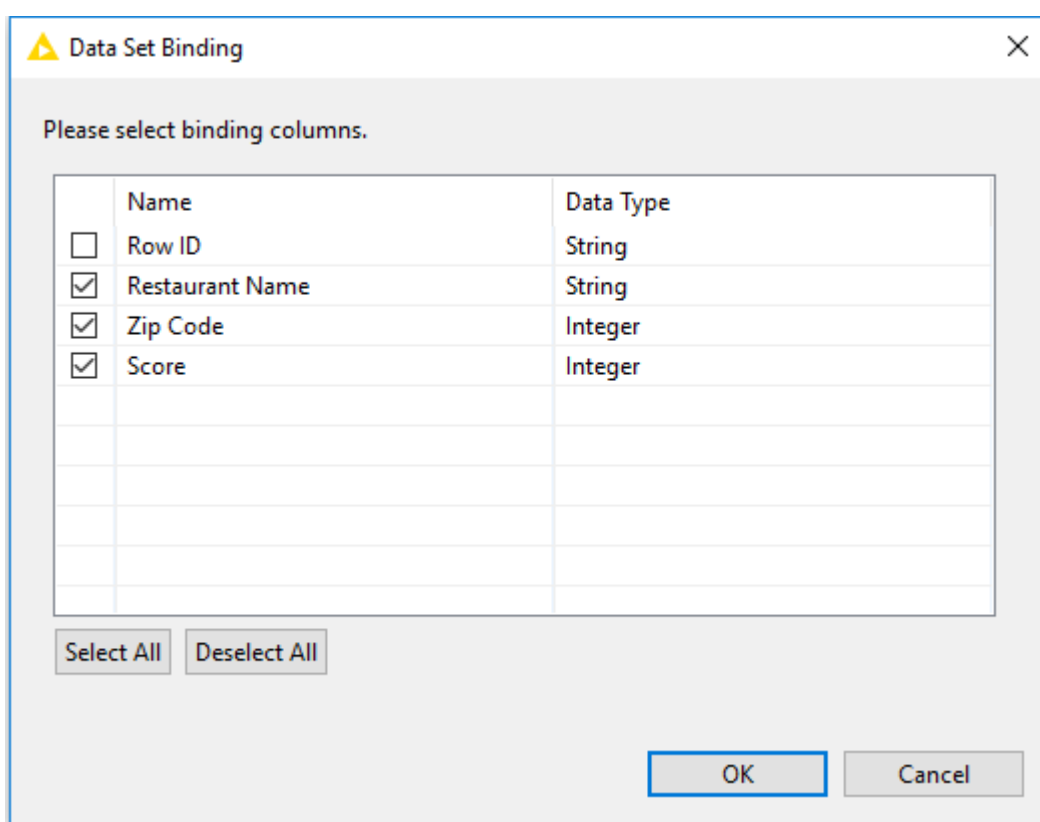 Data Set Binding
Please select binding columns.
Name Data Type
Row ID String
Restaurant Name String
Zip Code Integer
Score Integer
Select All Deselect All
OK Cancel